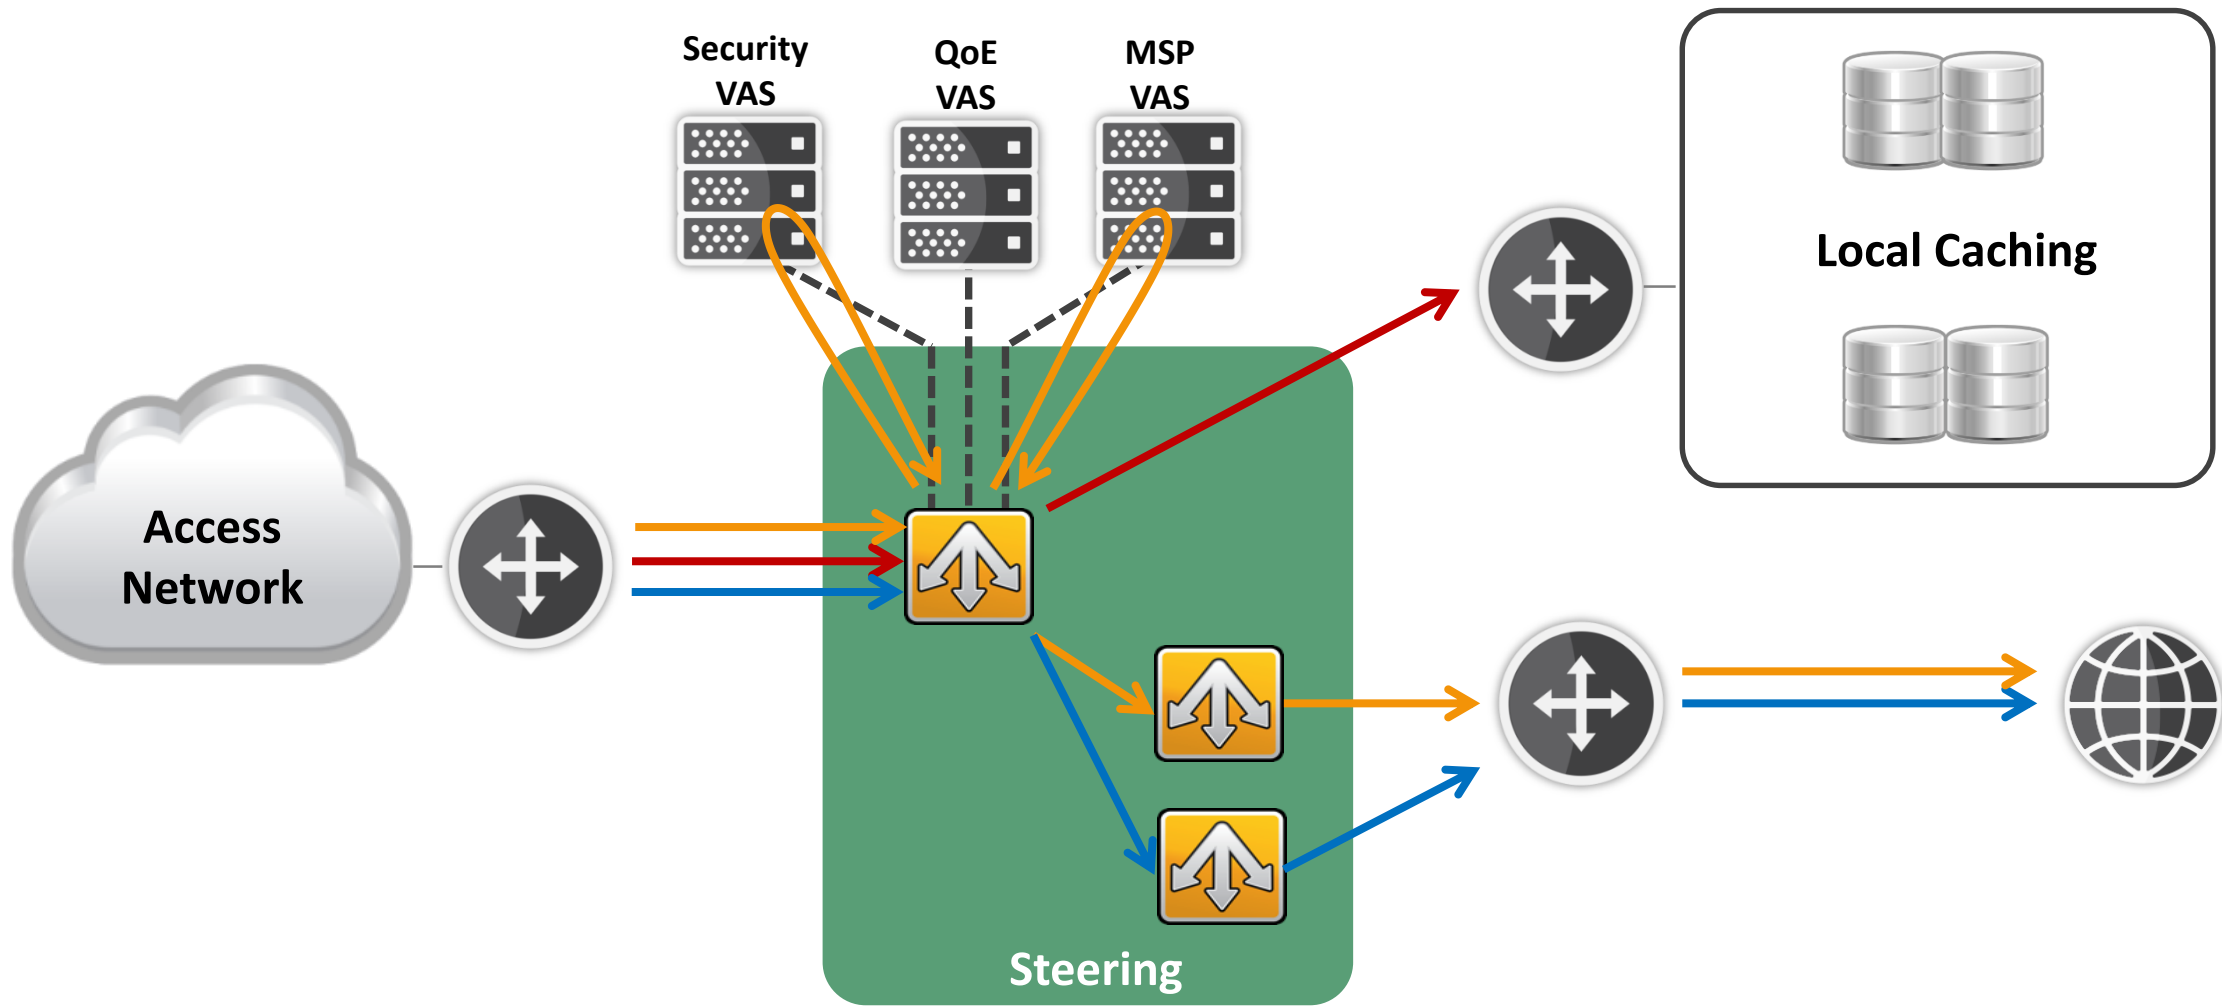 Security
VAS
QoE
VAS
MSP
VAS
Local Caching
Access
Network
Steering